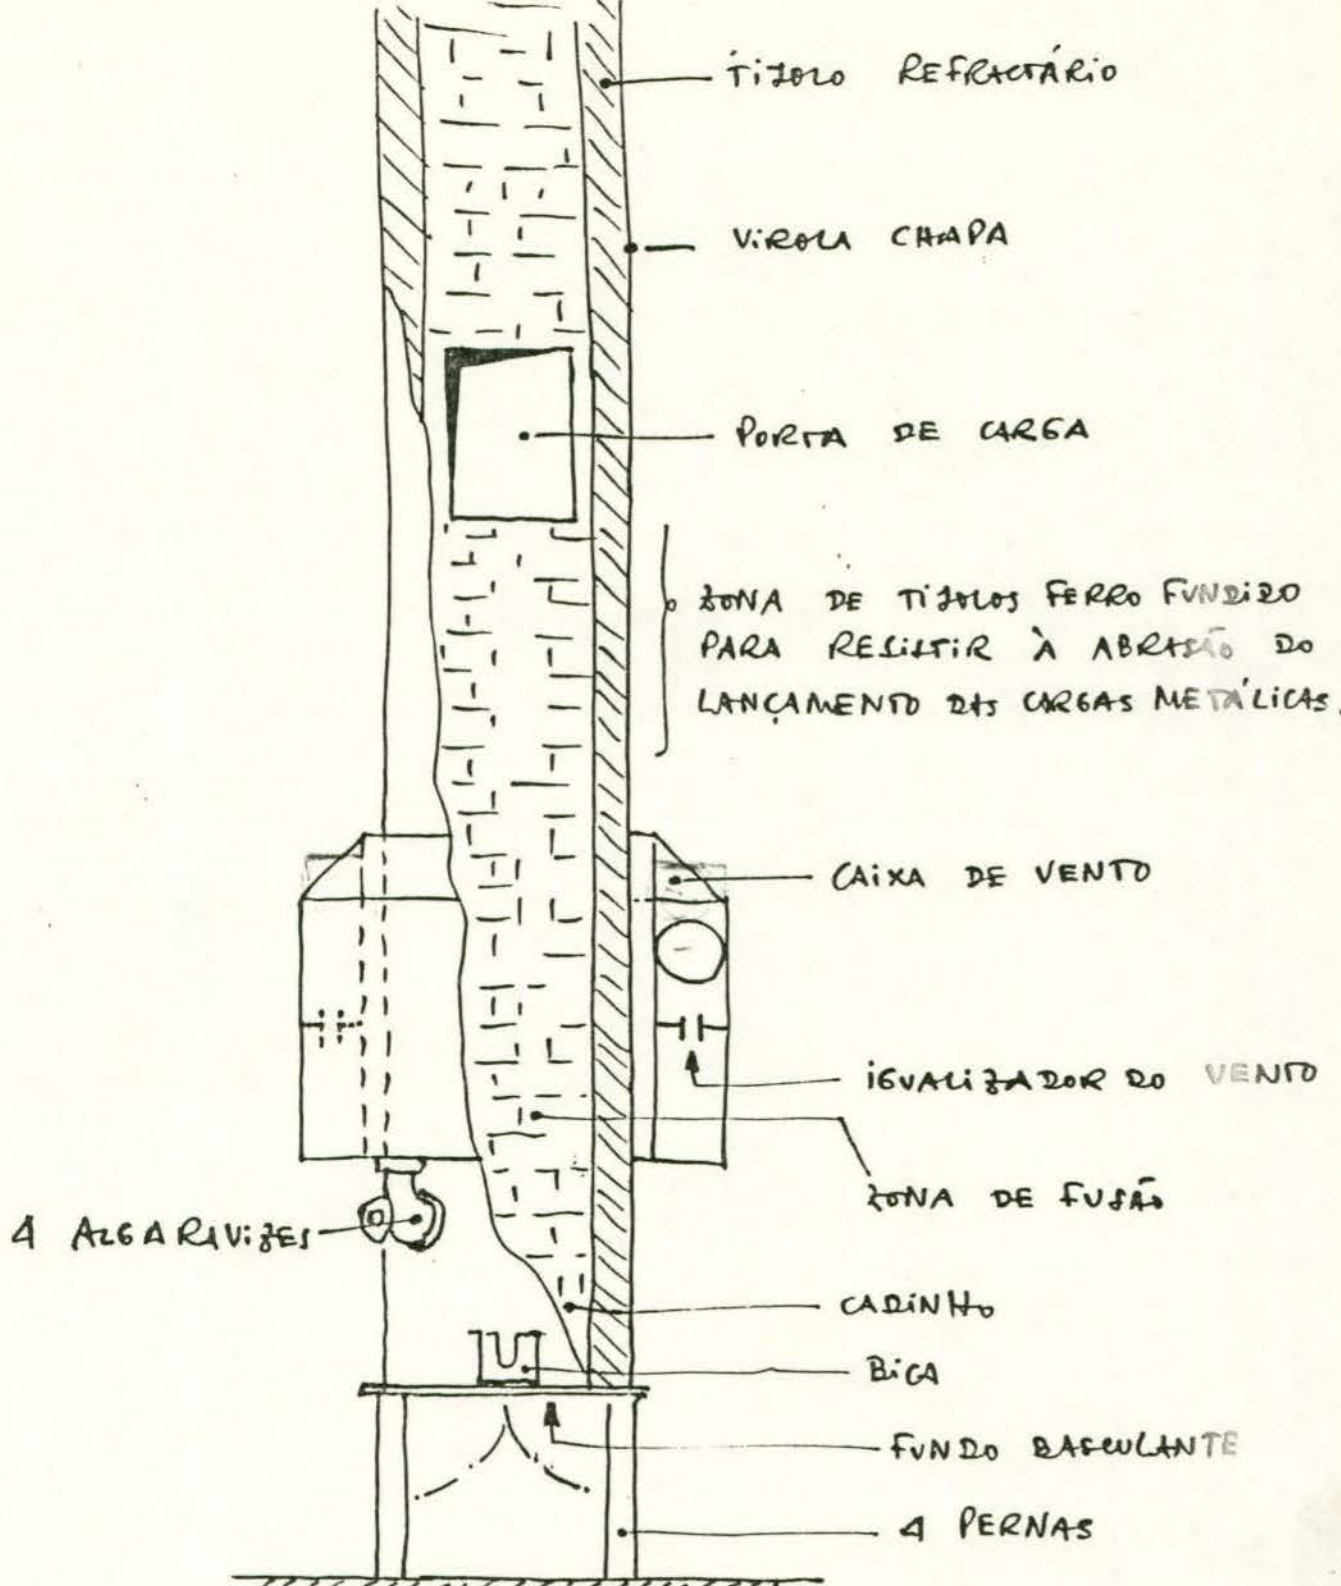 TIJOLO REFRACTÁRIO
VIROLA CHAPA
PORTA DE CARGA
ZONA DE TIJOLOS FERRO FUNDIDO
PARA RESISTIR À ABRASÃO DO
LANÇAMENTO DAS CARGAS METÁLICAS.
CAIXA DE VENTO
IGUALIZADOR DO VENTO
ZONA DE FUSÃO
4 ALGARAVIZES
CADINHO
BICA
FUNDO BASCULANTE
4 PERNAS